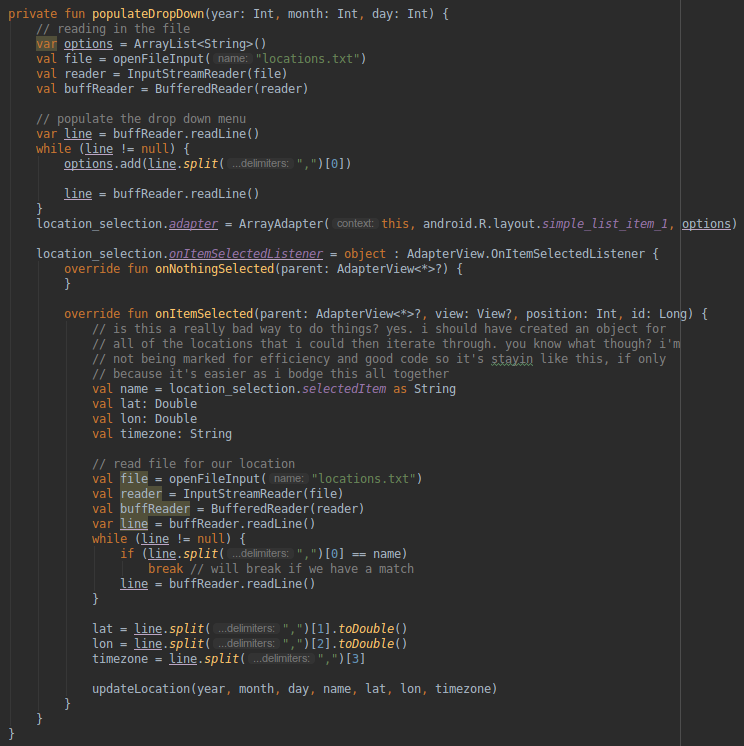 private fun populateDropDown(year: Int, month: Int, day: Int) {
// reading in the file
var options = ArrayList<String>()
val file = openFileInput( name: "locations.txt")
val reader = InputStreamReader(file)
val buffReader = BufferedReader(reader)
// populate the drop down menu
var line = buffReader.readLine()
while (line != null) {
options.add(line.split( ...delimiters: ",")[0])
line = buffReader.readLine()
}
location_selection.adapter = ArrayAdapter( context: this, android.R.layout.simple_list_item_1, options)
location_selection.onItemSelectedListener = object : AdapterView.OnItemSelectedListener {
override fun onNothingSelected(parent: AdapterView<*>?) {
}
override fun onItemSelected(parent: AdapterView<*>?, view: View?, position: Int, id: Long) {
// is this a really bad way to do things? yes. i should have created an object for
// all of the locations that i could then iterate through. you know what though? i'm
// not being marked for efficiency and good code so it's stayin like this, if only
// because it's easier as i bodge this all together
val name = location_selection.selectedItem as String
val lat: Double
val lon: Double
val timezone: String
// read file for our location
val file = openFileInput( name: "locations.txt")
val reader = InputStreamReader(file)
val buffReader = BufferedReader(reader)
var line = buffReader.readLine()
while (line != null) {
if (line.split( ...delimiters: ",")[0] == name)
break // will break if we have a match
line = buffReader.readLine()
}
lat = line.split( ...delimiters: ",")[1].toDouble()
lon = line.split( ...delimiters: ",")[2].toDouble()
timezone = line.split( ...delimiters: ",")[3]
updateLocation(year, month, day, name, lat, lon, timezone)
}
}
}